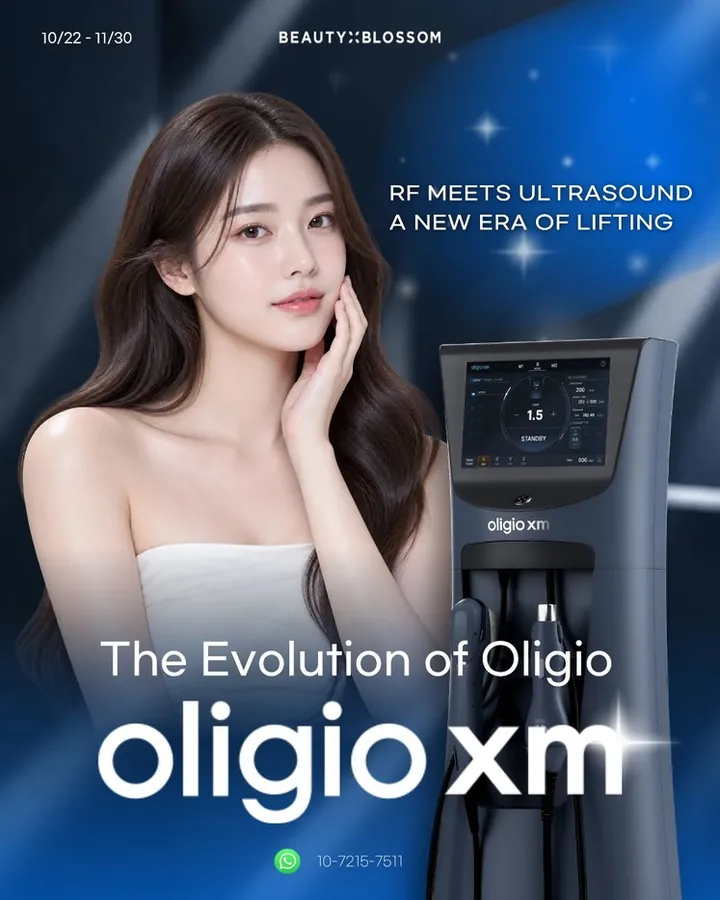 10/22 - 11/30
BEAUTY BLOSSOM
RF MEETS ULTRASOUND
A NEW ERA OF LIFTING
1.5
STANDBY
oligio xm
The Evolution of Oligio
oligio xm
10-7215-7511